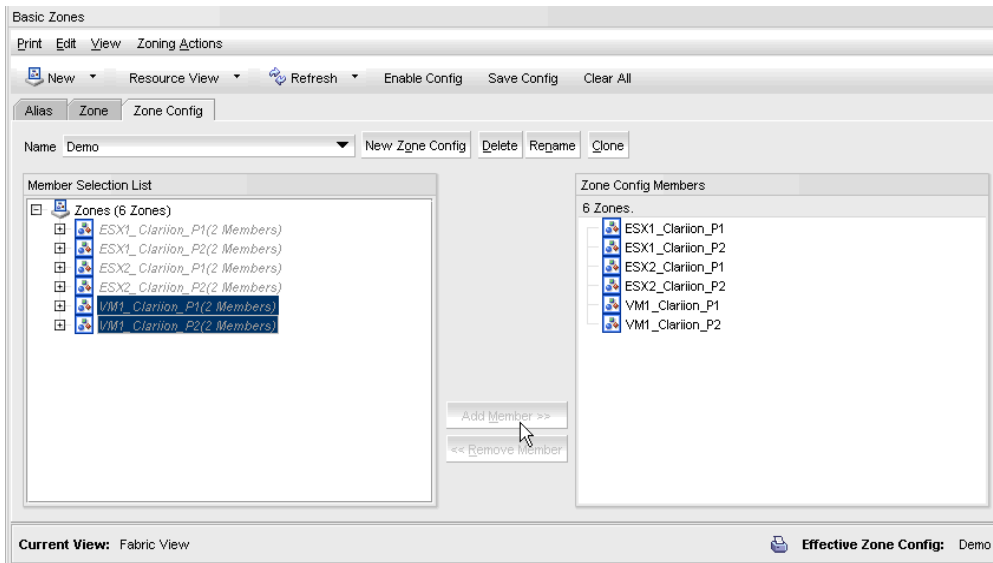 Basic Zones
Print Edit View Zoning Actions
New Resource View Refresh Enable Config Save Config Clear All
Alias Zone Zone Config
Name Demo New Zone Config Delete Rename Clone
Member Selection List
Zones (6 Zones)
ESX1_Clariion_P1(2 Members)
ESX1_Clariion_P2(2 Members)
ESX2_Clariion_P1(2 Members)
ESX2_Clariion_P2(2 Members)
VM1_Clariion_P1(2 Members)
VM1_Clariion_P2(2 Members)
Add Member >>
<< Remove Member
Zone Config Members
6 Zones.
ESX1_Clariion_P1
ESX1_Clariion_P2
ESX2_Clariion_P1
ESX2_Clariion_P2
VM1_Clariion_P1
VM1_Clariion_P2
Current View: Fabric View Effective Zone Config: Demo